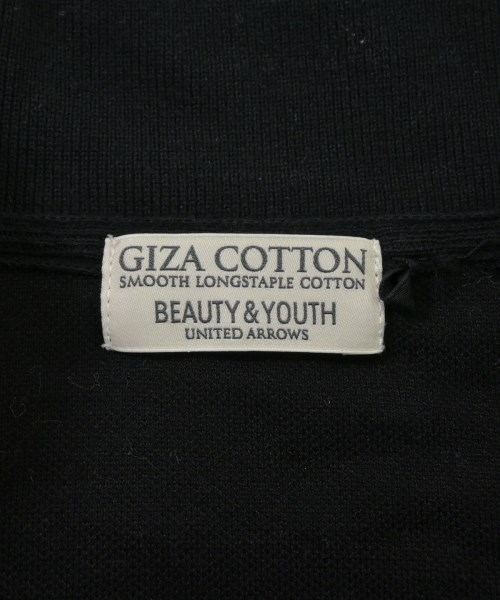 GIZA COTTON
SMOOTH LONGSTAPLE COTTON
BEAUTY&YOUTH
UNITED ARROWS